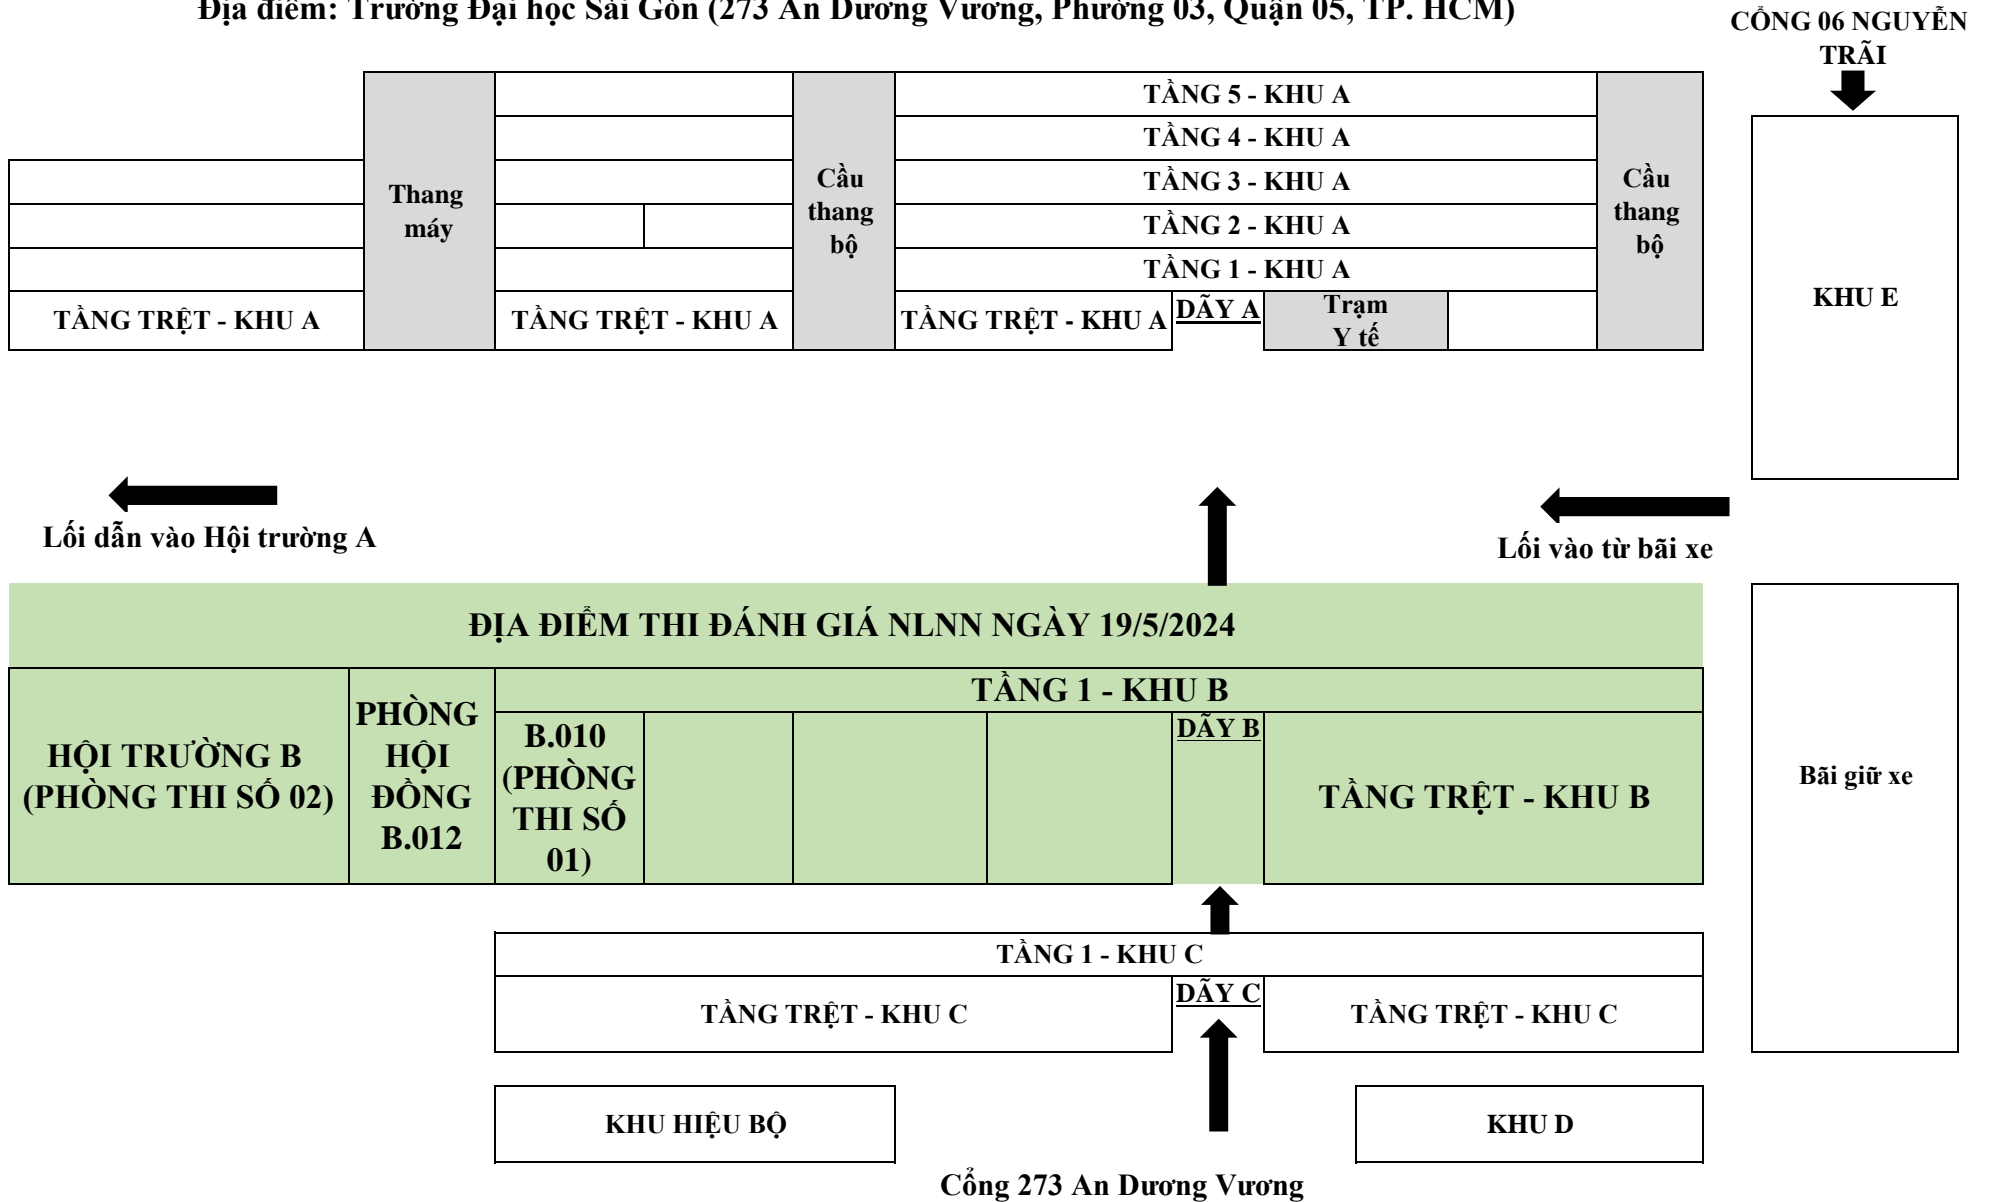 Địa điểm: Trường Đại học Sài Gòn (273 An Dương Vương, Phường 03, Quận 05, TP. HCM)
CỔNG 06 NGUYỄN
TRÃI
TẦNG 5 - KHU A
TẦNG 4 - KHU A
TẦNG 3 - KHU A
TẦNG 2 - KHU A
TẦNG 1 - KHU A
Thang
máy
Cầu
thang
bộ
Cầu
thang
bộ
TẦNG TRỆT - KHU A
TẦNG TRỆT - KHU A
TẦNG TRỆT - KHU A
DÃY A
Trạm
Y tế
KHU E
Lối dẫn vào Hội trường A
Lối vào từ bãi xe
ĐỊA ĐIỂM THI ĐÁNH GIÁ NLNN NGÀY 19/5/2024
TẦNG 1 - KHU B
HỘI TRƯỜNG B
(PHÒNG THI SỐ 02)
PHÒNG
HỘI
ĐỒNG
B.012
B.010
(PHÒNG
THI SỐ
01)
DÃY B
TẦNG TRỆT - KHU B
Bãi giữ xe
TẦNG 1 - KHU C
TẦNG TRỆT - KHU C
DÃY C
TẦNG TRỆT - KHU C
KHU HIỆU BỘ
KHU D
Cổng 273 An Dương Vương